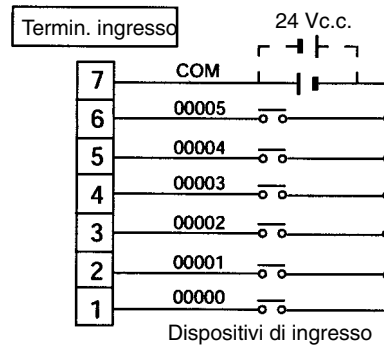 24 Vc.c.
Termin. ingresso
7 COM
6 00005
5 00004
4 00003
3 00002
2 00001
1 00000
Dispositivi di ingresso